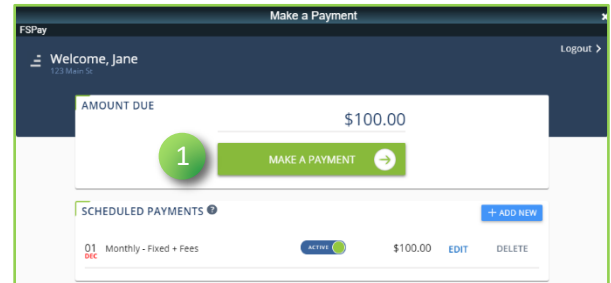 Make a Payment x
FSPay
Logout >
Welcome, Jane
123 Main St
AMOUNT DUE
$100.00
1 MAKE A PAYMENT
SCHEDULED PAYMENTS ?
+ ADD NEW
01 Monthly - Fixed + Fees ACTIVE $100.00 EDIT DELETE
DEC